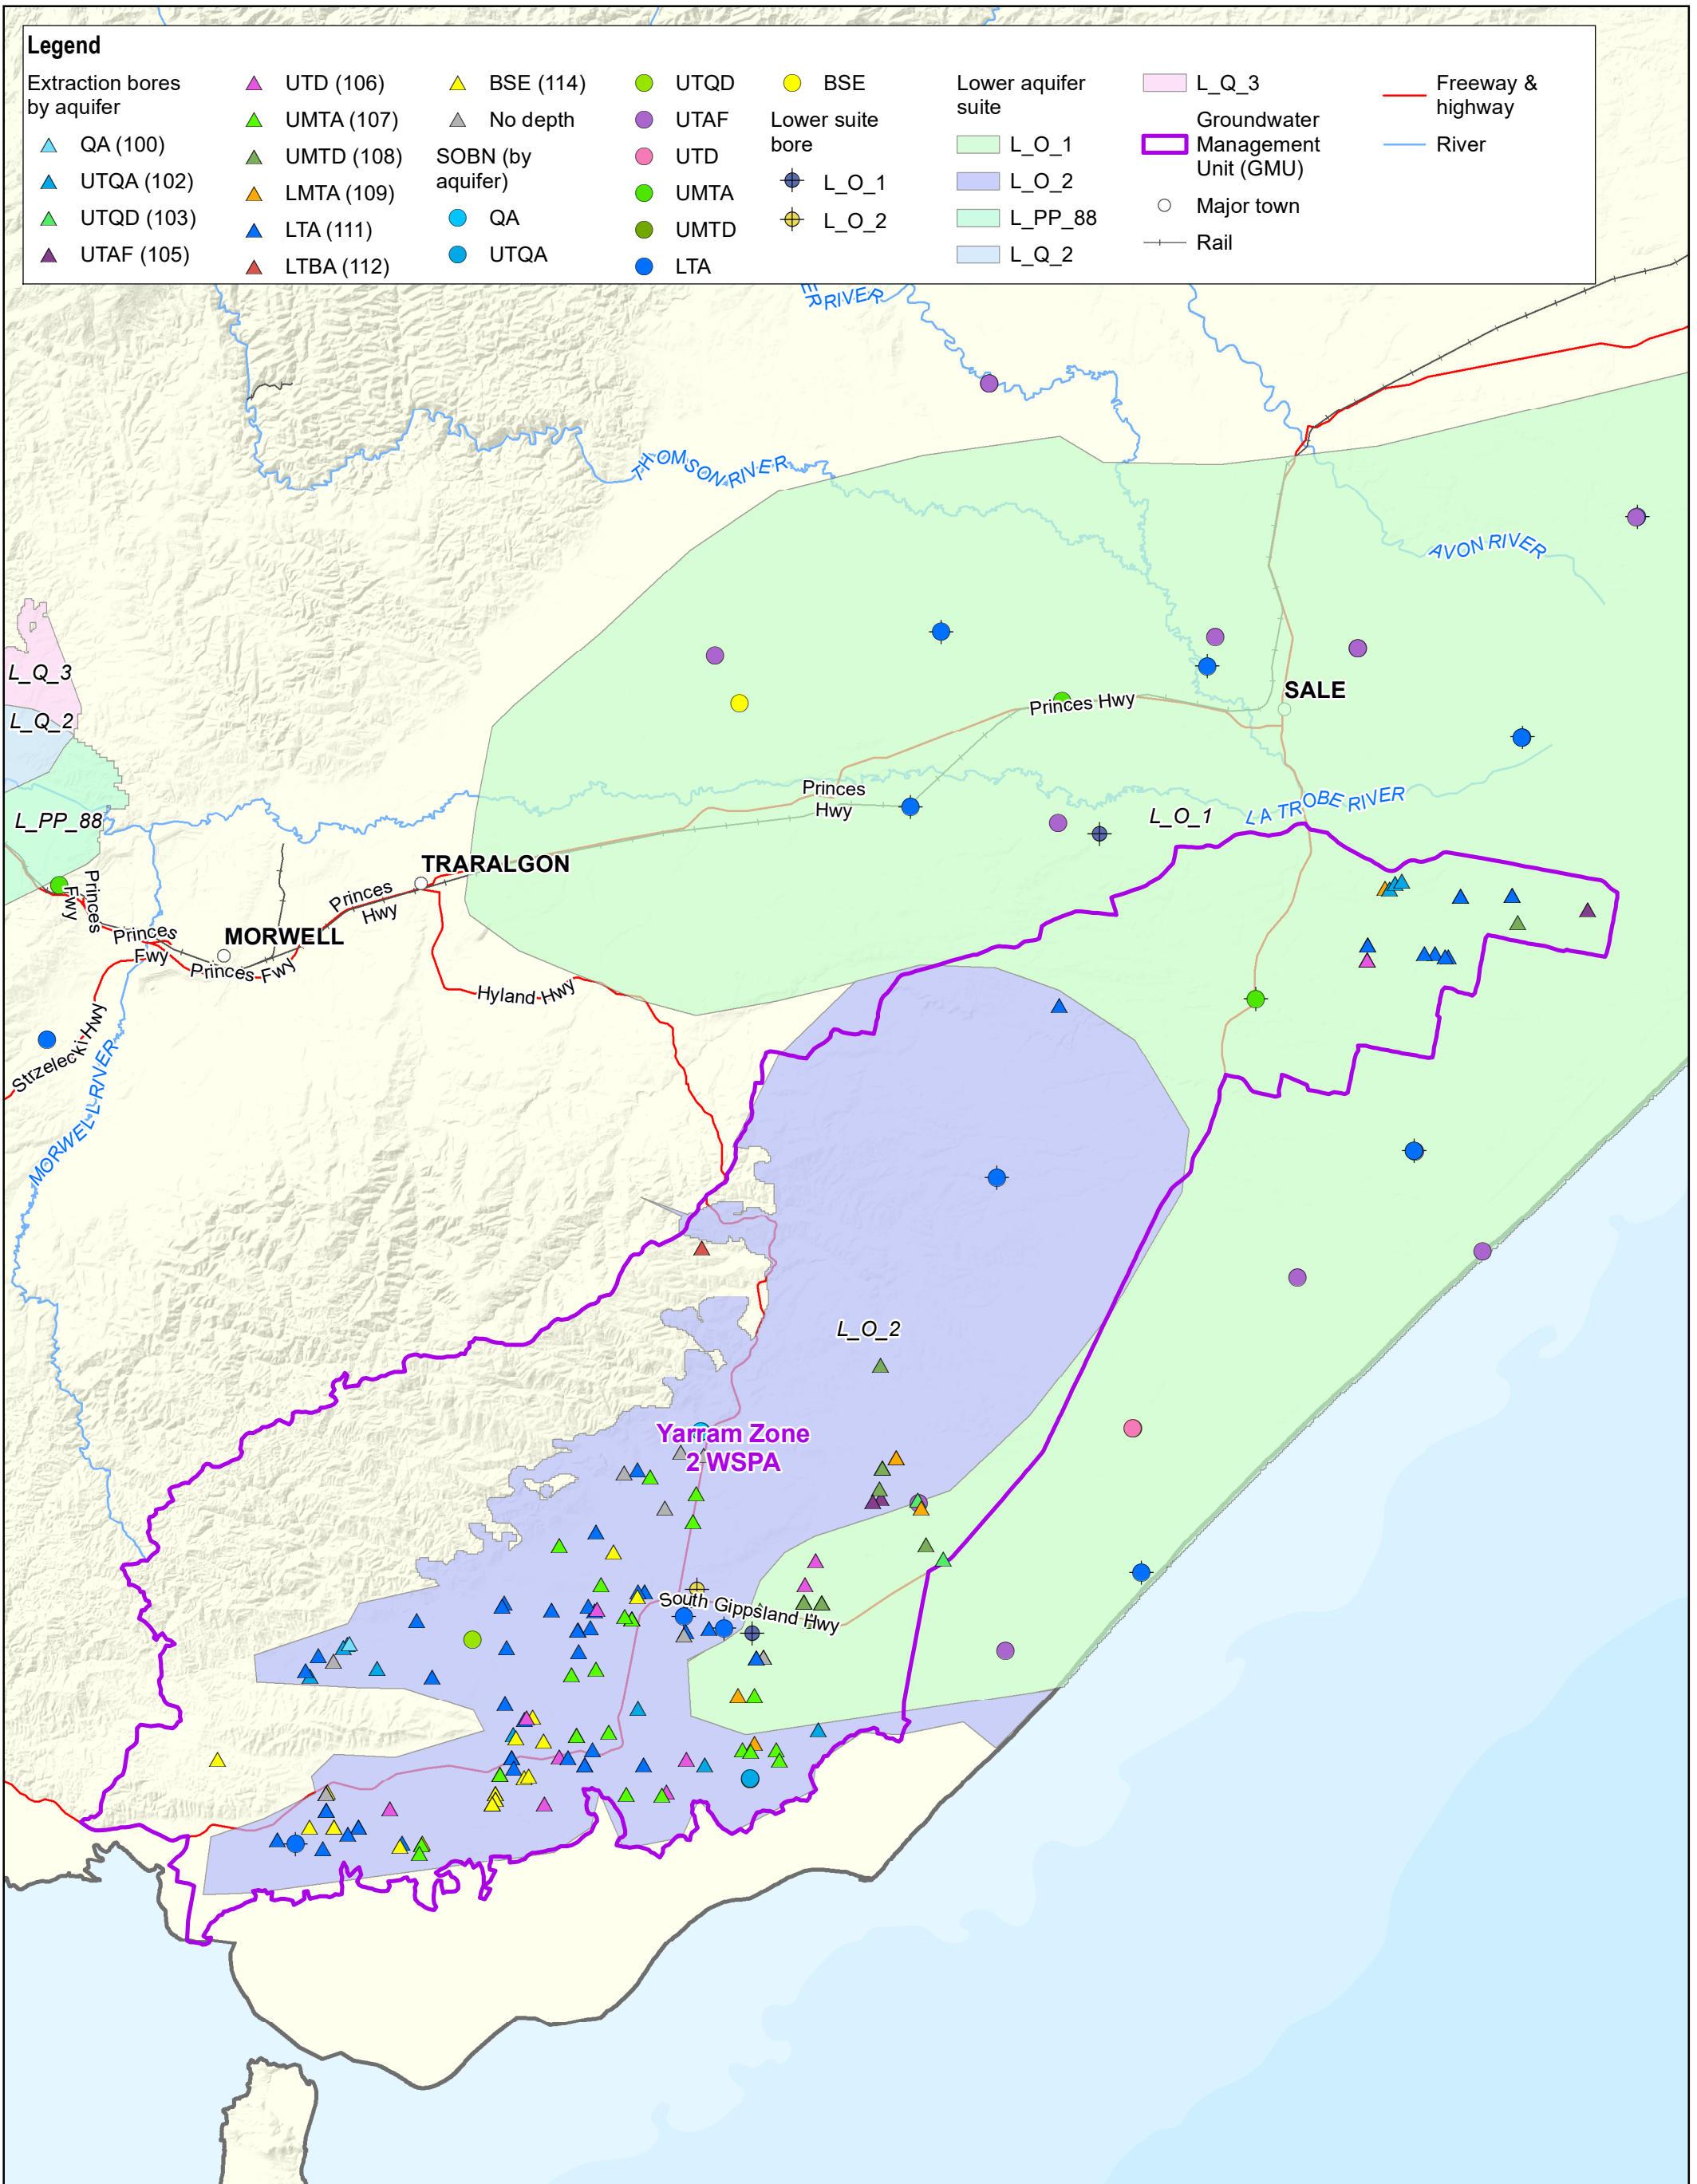 Legend
Extraction bores
by aquifer
QA (100)
UTQA (102)
UTQD (103)
UTAF (105)
UTD (106)
UMTA (107)
UMTD (108)
LMTA (109)
LTA (111)
LTBA (112)
BSE (114)
No depth
SOBN (by
aquifer)
QA
UTQA
UTQD
UTAF
UTD
UMTA
UMTD
LTA
BSE
Lower suite
bore
L_O_1
L_O_2
Lower aquifer
suite
L_O_1
L_O_2
L_PP_88
L_Q_2
L_Q_3
Groundwater
Management
Unit (GMU)
Major town
Rail
Freeway &
highway
River
ER RIVER
THOMSON RIVER
AVON RIVER
L_Q_3
L_Q_2
SALE
Princes Hwy
Princes
Hwy
L_PP_88
L_O_1
LA TROBE RIVER
TRARALGON
Princes
Fwy
Princes
Hwy
MORWELL
Princes
Fwy
Princes Fwy
Hyland Hwy
Strzelecki Hwy
MORWELL RIVER
L_O_2
Yarram Zone
2 WSPA
South Gippsland Hwy